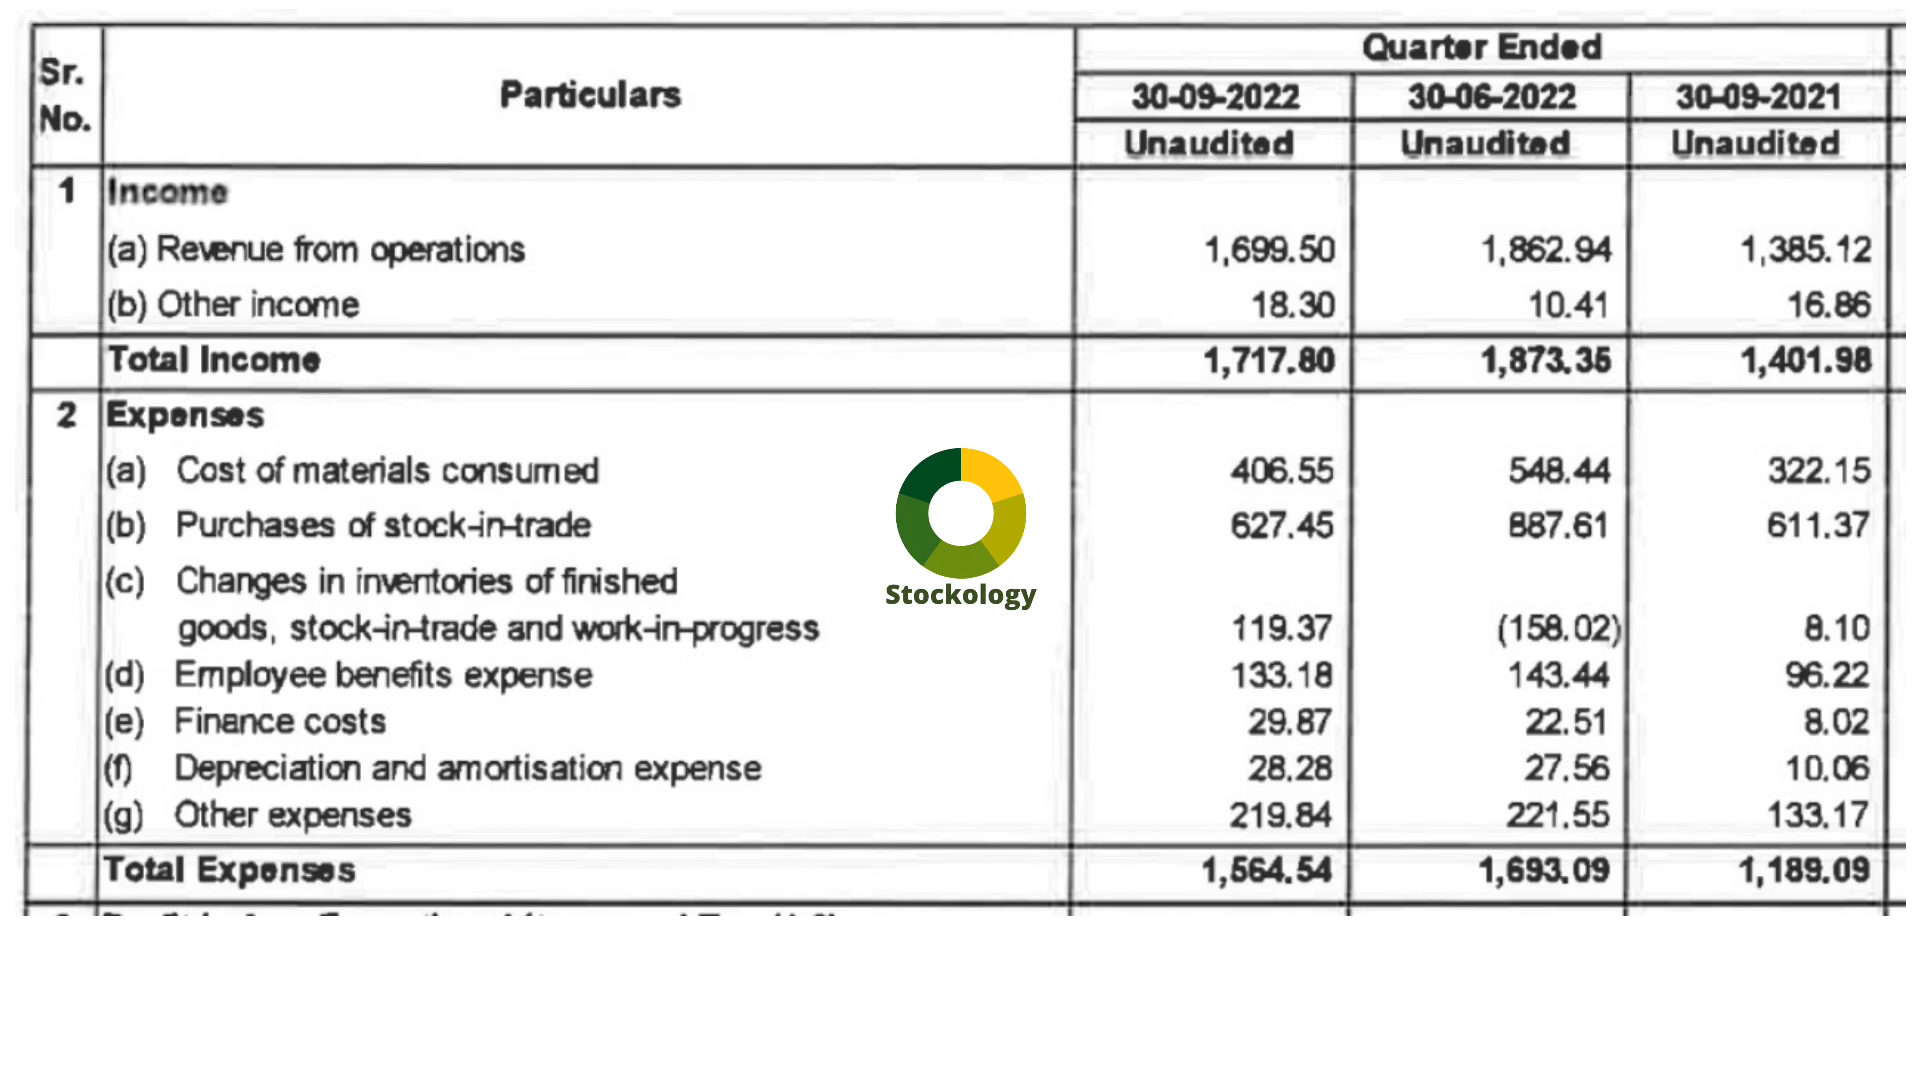 Sr. No. Particulars Quarter Ended
30-09-2022 30-06-2022 30-09-2021
Unaudited Unaudited Unaudited
1 Income
(a) Revenue from operations 1,699.50 1,862.94 1,385.12
(b) Other income 18.30 10.41 16.86
Total Income 1,717.80 1,873.35 1,401.98
2 Expenses
(a) Cost of materials consumed 406.55 548.44 322.15
(b) Purchases of stock-in-trade 627.45 887.61 611.37
(c) Changes in inventories of finished
goods, stock-in-trade and work-in-progress 119.37 (158.02) 8.10
(d) Employee benefits expense 133.18 143.44 96.22
(e) Finance costs 29.87 22.51 8.02
(f) Depreciation and amortisation expense 28.28 27.56 10.06
(g) Other expenses 219.84 221.55 133.17
Total Expenses 1,564.54 1,693.09 1,189.09
Stockology